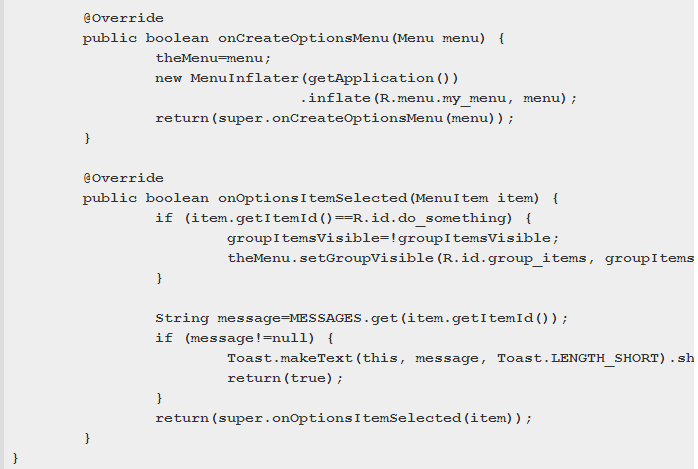 @Override
public boolean onCreateOptionsMenu(Menu menu) {
theMenu=menu;
new MenuInflater(getApplication())
.inflate(R.menu.my_menu, menu);
return(super.onCreateOptionsMenu(menu));
}
@Override
public boolean onOptionsItemSelected(MenuItem item) {
if (item.getItemId()==R.id.do_something) {
groupItemsVisible=!groupItemsVisible;
theMenu.setGroupVisible(R.id.group_items, groupItems
}
String message=MESSAGES.get(item.getItemId());
if (message!=null) {
Toast.makeText(this, message, Toast.LENGTH_SHORT).sh
return(true);
}
return(super.onOptionsItemSelected(item));
}
}